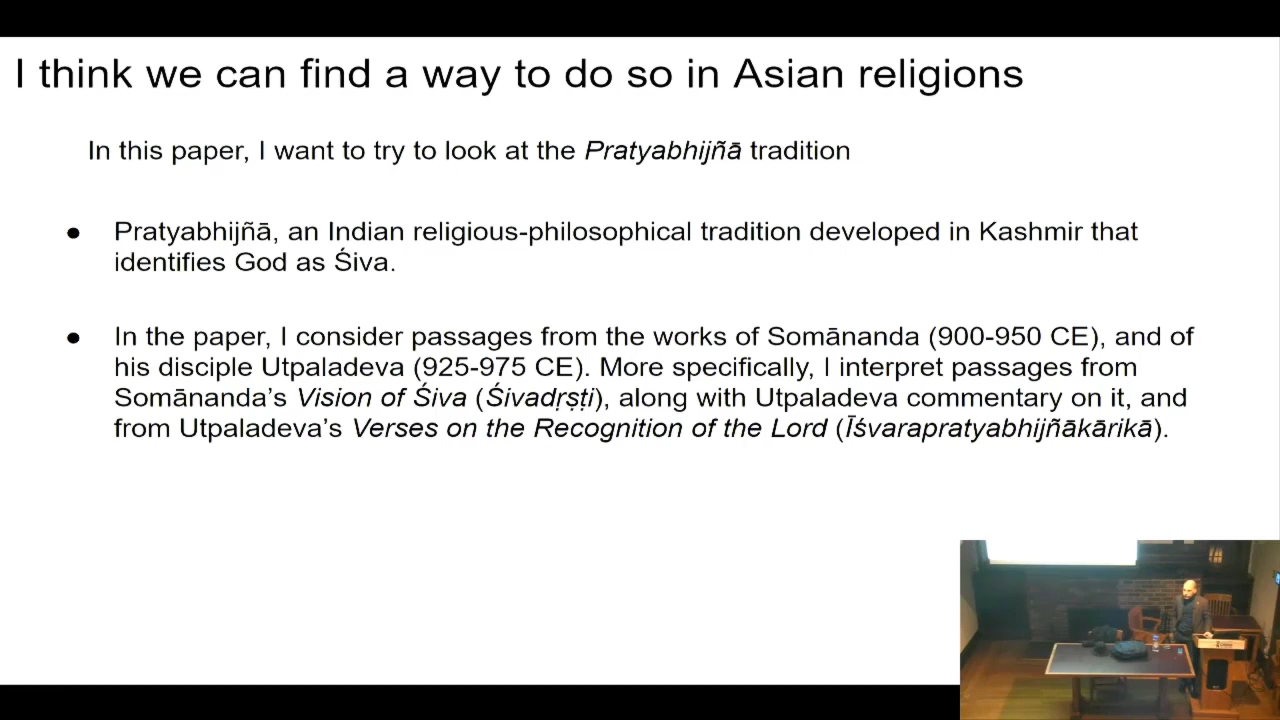 I think we can find a way to do so in Asian religions
In this paper, I want to try to look at the Pratyabhijñā tradition
● Pratyabhijñā, an Indian religious-philosophical tradition developed in Kashmir that
identifies God as Śiva.
● In the paper, I consider passages from the works of Somānanda (900-950 CE), and of
his disciple Utpaladeva (925-975 CE). More specifically, I interpret passages from
Somānanda’s Vision of Śiva (Śivadṛṣṭi), along with Utpaladeva commentary on it, and
from Utpaladeva’s Verses on the Recognition of the Lord (Īśvarapratyabhijñākārikā).